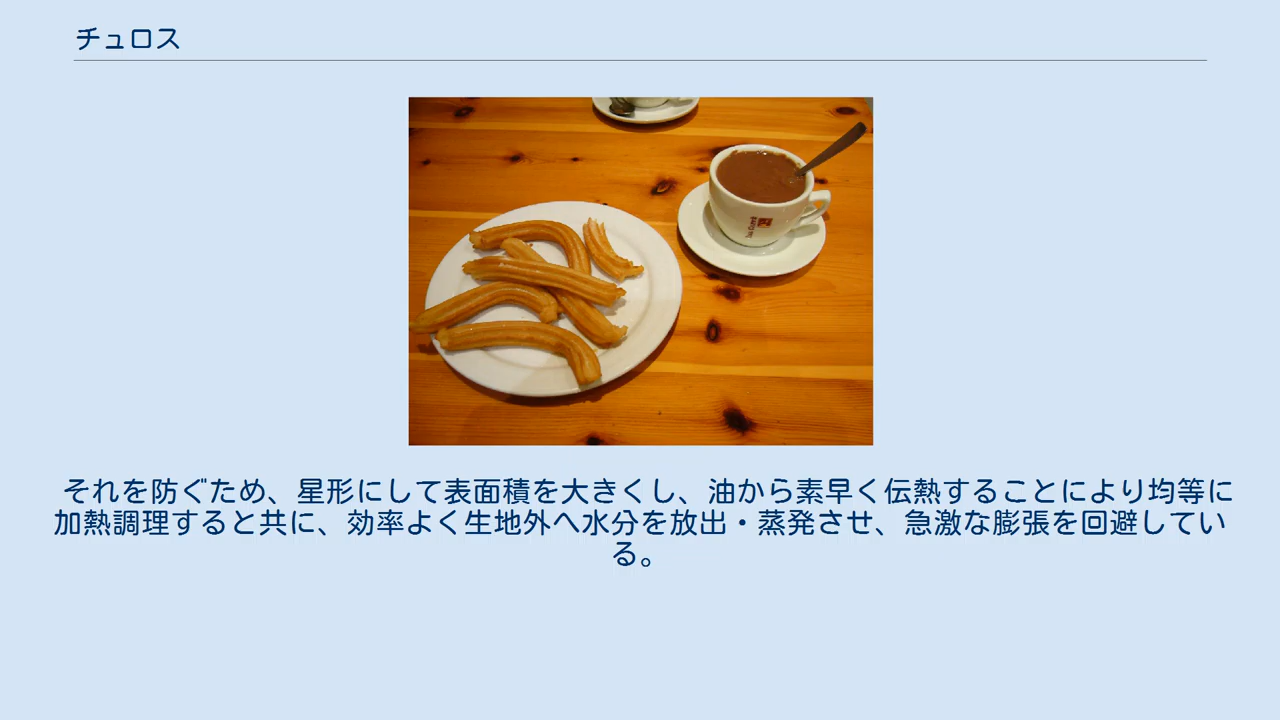 チュロス
それを防ぐため、星形にして表面積を大きくし、油から素早く伝熱することにより均等に
加熱調理すると共に、効率よく生地外へ水分を放出・蒸発させ、急激な膨張を回避してい
る。